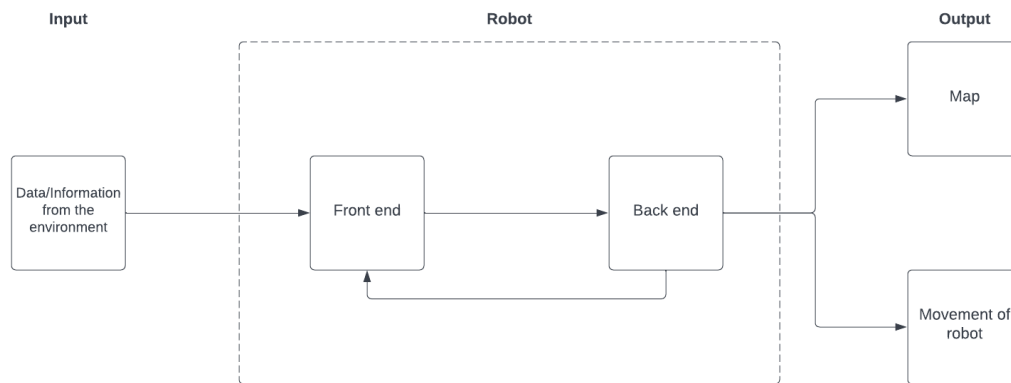 Input
Robot
Output
Data/Information
from the
environment
Front end
Back end
Map
Movement of
robot